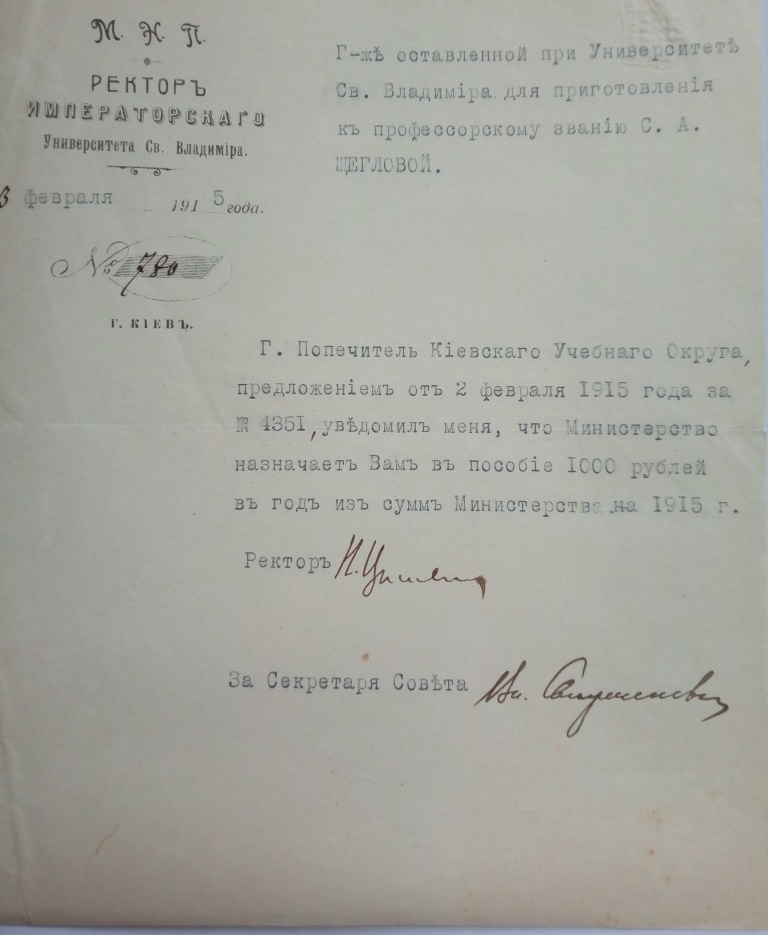 М. Н. П.
РЕКТОРЪ
ИМПЕРАТОРСКАГО
Университета Св. Владиміра.
февраля 1915 года.
№ 780
Г. КІЕВЪ.
Г-жѣ оставленной при Университетѣ
Св. Владиміра для приготовленія
къ профессорскому званію С. А.
ЩЕГЛОВОЙ.
Г. Попечитель Кіевскаго Учебнаго Округа,
предложеніемъ отъ 2 февраля 1915 года за
№ 4351, увѣдомилъ меня, что Министерство
назначаетъ Вамъ въ пособіе 1000 рублей
въ годъ изъ суммъ Министерства на 1915 г.
Ректоръ Н.
За Секретаря Совѣта Вл.